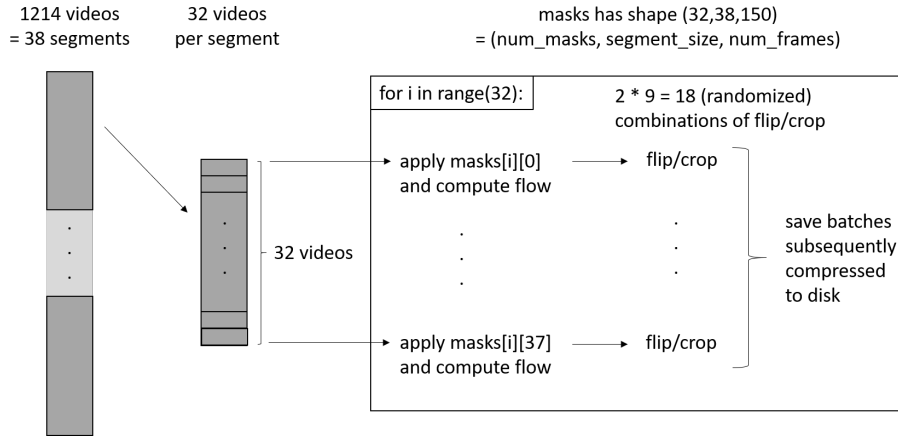 1214 videos
= 38 segments
32 videos
per segment
masks has shape (32,38,150)
= (num_masks, segment_size, num_frames)
for i in range(32):
2 * 9 = 18 (randomized)
combinations of flip/crop
apply masks[i][0]
and compute flow
flip/crop
32 videos
save batches
subsequently
compressed
to disk
apply masks[i][37]
and compute flow
flip/crop